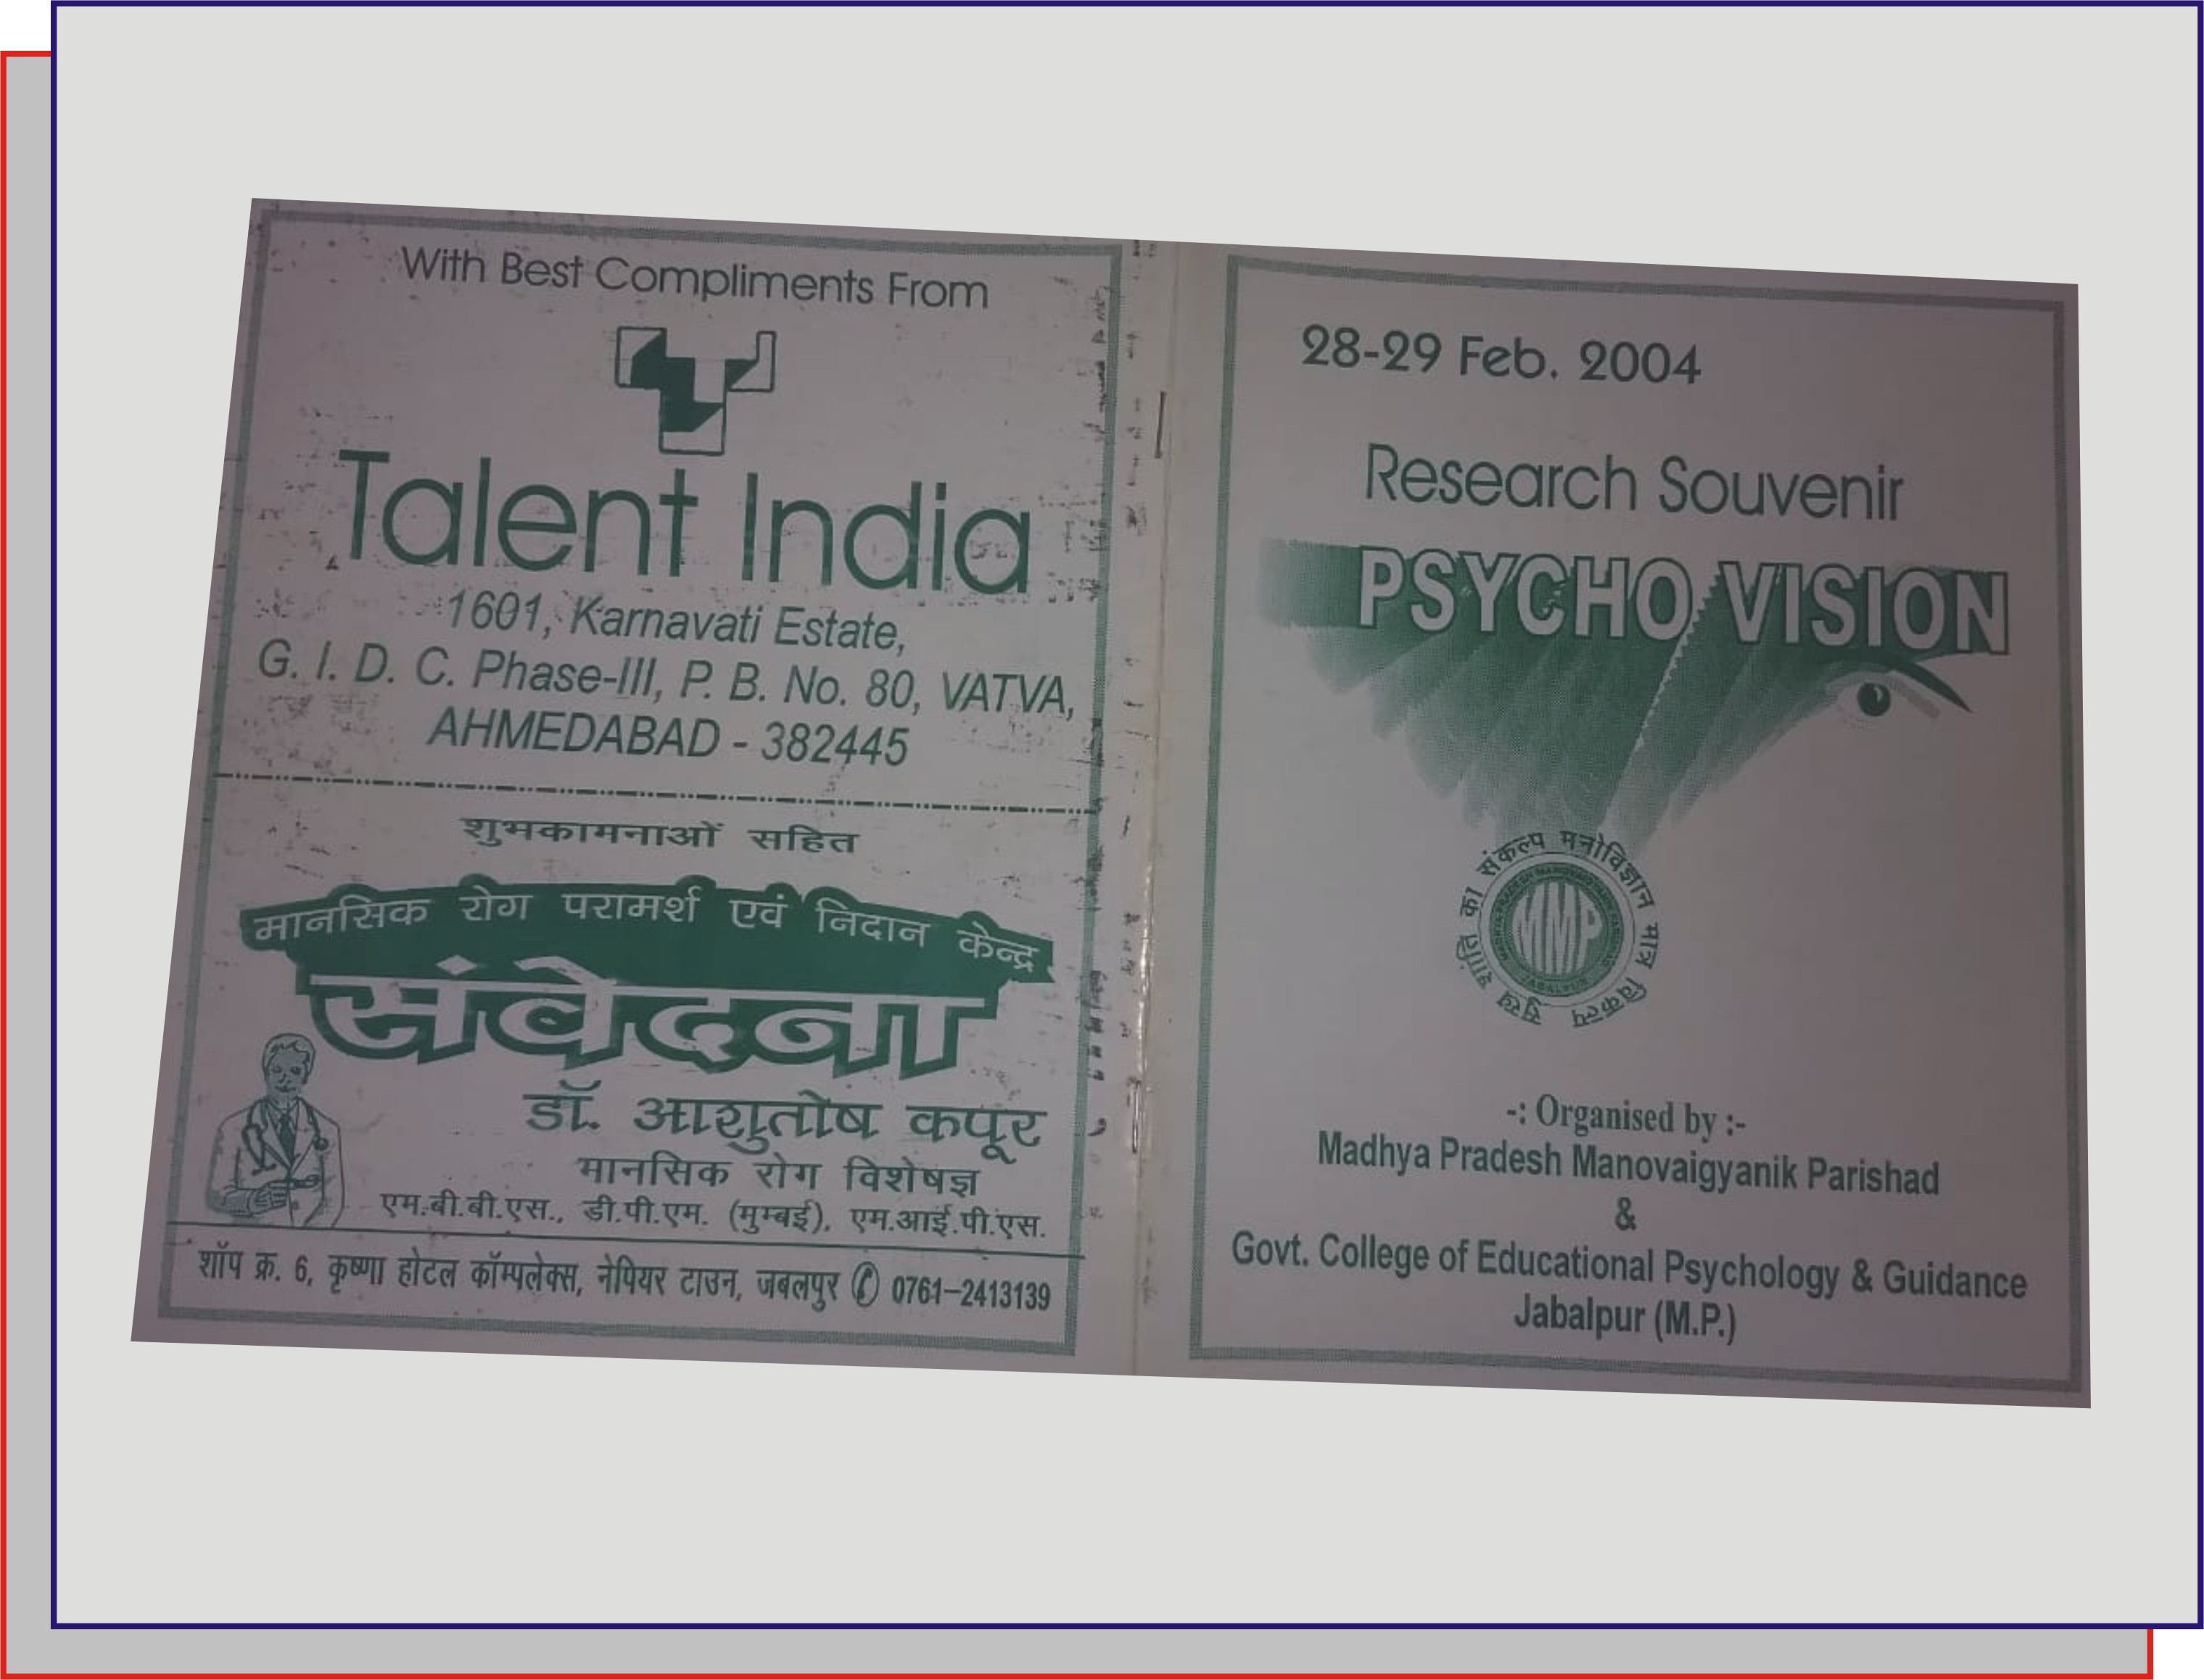 With Best Compliments From
Talent India
1601, Karnavati Estate,
G. I. D. C. Phase-III, P. B. No. 80, VATVA,
AHMEDABAD - 382445
शुभकामनाओं सहित
मानसिक रोग परामर्श एवं निदान केन्द्र
संवेदना
डॉ. आशुतोष कपूर
मानसिक रोग विशेषज्ञ
एम.बी.बी.एस., डी.पी.एम. (मुम्बई), एम.आई.पी.एस.
शॉप क्र. 6, कृष्णा होटल कॉम्पलेक्स, नेपियर टाउन, जबलपुर ✆ 0761-2413139
28-29 Feb. 2004
Research Souvenir
PSYCHO VISION
सुख शांति का संकल्प मनोविज्ञान मात्र विकल्प
MMP
-: Organised by :-
Madhya Pradesh Manovaigyanik Parishad
&
Govt. College of Educational Psychology & Guidance
Jabalpur (M.P.)